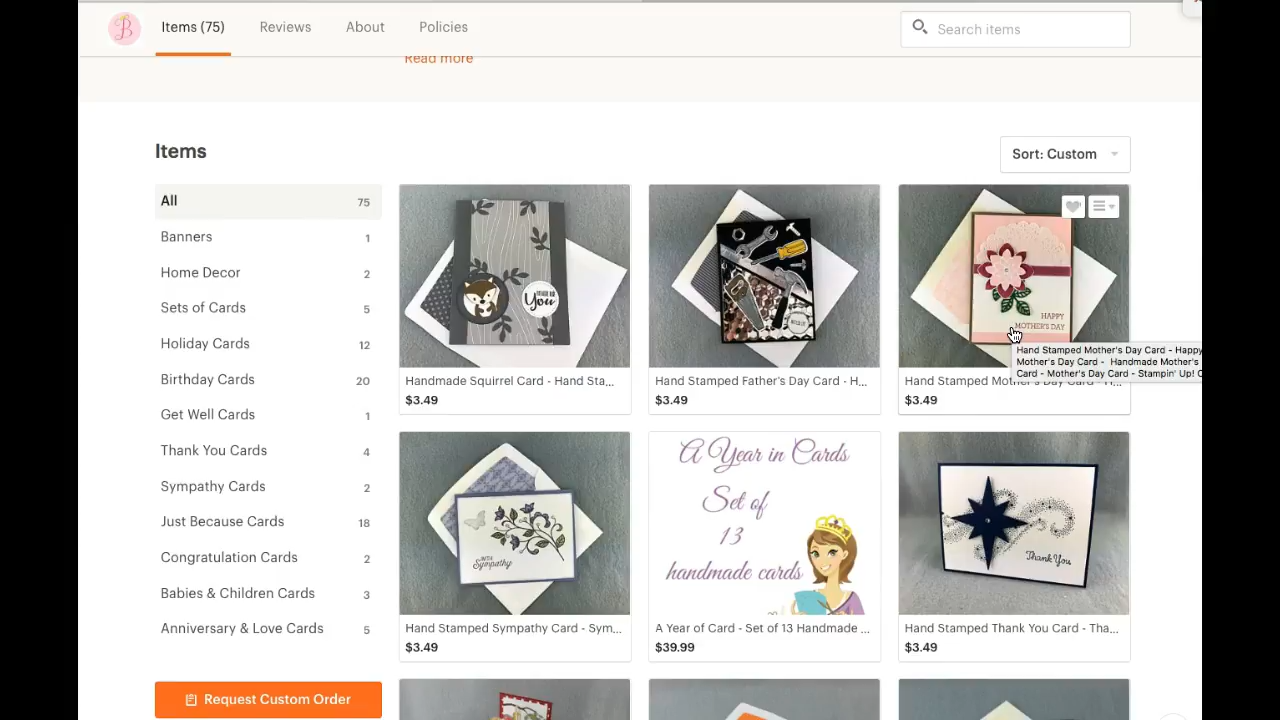 B
Items (75)
Reviews
About
Policies
Search items
Read more
Items
Sort: Custom
All 75
Banners 1
Home Decor 2
Sets of Cards 5
Holiday Cards 12
Birthday Cards 20
Get Well Cards 1
Thank You Cards 4
Sympathy Cards 2
Just Because Cards 18
Congratulation Cards 2
Babies & Children Cards 3
Anniversary & Love Cards 5
Request Custom Order
You
Handmade Squirrel Card - Hand Sta...
$3.49
Hand Stamped Father's Day Card - H...
$3.49
HAPPY
MOTHER'S DAY
Hand Stamped Mother's Day Card - Happy
Mother's Day Card - Handmade Mother's
Card - Mother's Day Card - Stampin' Up! C
Hand Stamped Mother's Day Card - H...
$3.49
WITH
Sympathy
Hand Stamped Sympathy Card - Sym...
$3.49
A Year in Cards
Set of
13
handmade cards
A Year of Card - Set of 13 Handmade ...
$39.99
Thank You
Hand Stamped Thank You Card - Tha...
$3.49